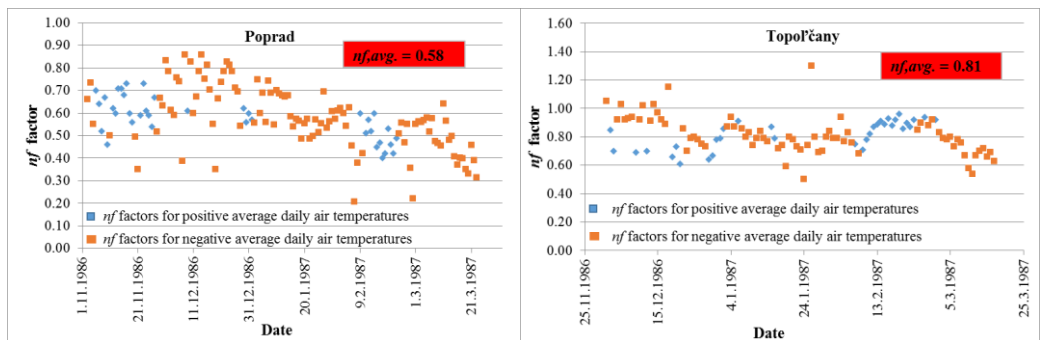 Poprad
nf,avg. = 0.58
nf factor
1.00
0.90
0.80
0.70
0.60
0.50
0.40
0.30
0.20
0.10
0.00
nf factors for positive average daily air temperatures
nf factors for negative average daily air temperatures
1.11.1986
21.11.1986
11.12.1986
31.12.1986
20.1.1987
9.2.1987
1.3.1987
21.3.1987
Date
Topoľčany
nf,avg. = 0.81
nf factor
1.60
1.40
1.20
1.00
0.80
0.60
0.40
0.20
0.00
nf factors for positive average daily air temperatures
nf factors for negative average daily air temperatures
25.11.1986
15.12.1986
4.1.1987
24.1.1987
13.2.1987
5.3.1987
25.3.1987
Date